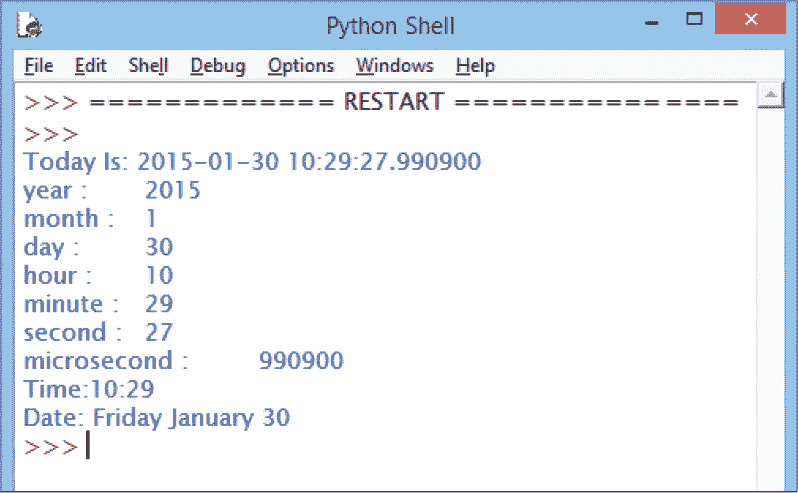 Python Shell
File Edit Shell Debug Options Windows Help
>>> ============= RESTART ===============
>>>
Today Is: 2015-01-30 10:29:27.990900
year : 2015
month : 1
day : 30
hour : 10
minute : 29
second : 27
microsecond : 990900
Time:10:29
Date: Friday January 30
>>>